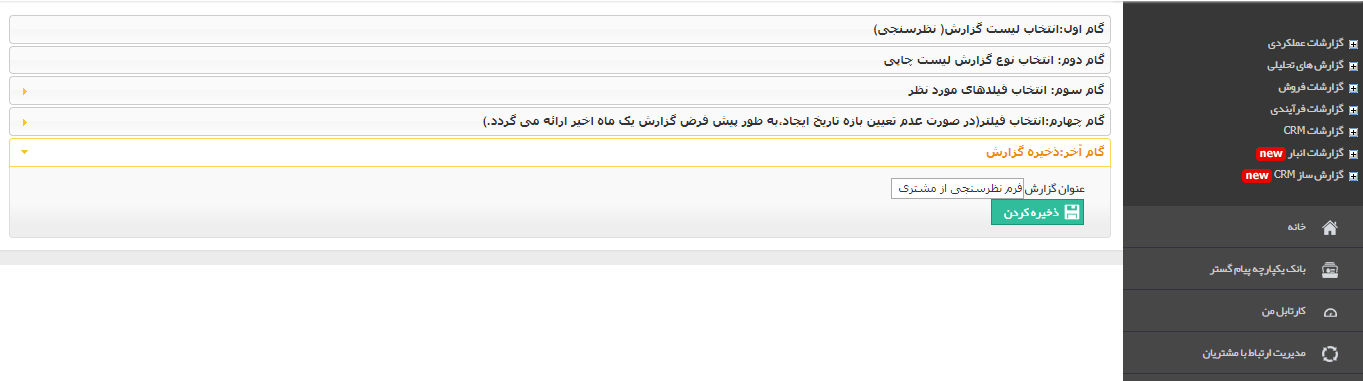 گام اول:انتخاب لیست گزارش( نظرسنجی)
گام دوم: انتخاب نوع گزارش لیست چاپی
گام سوم: انتخاب فیلدهای مورد نظر
گام چهارم:انتخاب فیلتر(در صورت عدم تعیین بازه تاریخ ایجاد،به طور پیش فرض گزارش یک ماه اخیر ارائه می گردد.)
گام آخر:ذخیره گزارش
عنوان گزارش فرم نظرسنجی از مشتری
ذخیره کردن
گزارشات عملکردی
گزارش های تحلیلی
گزارشات فروش
گزارشات فرآیندی
گزارشات CRM
گزارشات انبار new
گزارش ساز CRM new
خانه
بانک یکپارچه پیام گستر
کارتابل من
مدیریت ارتباط با مشتریان